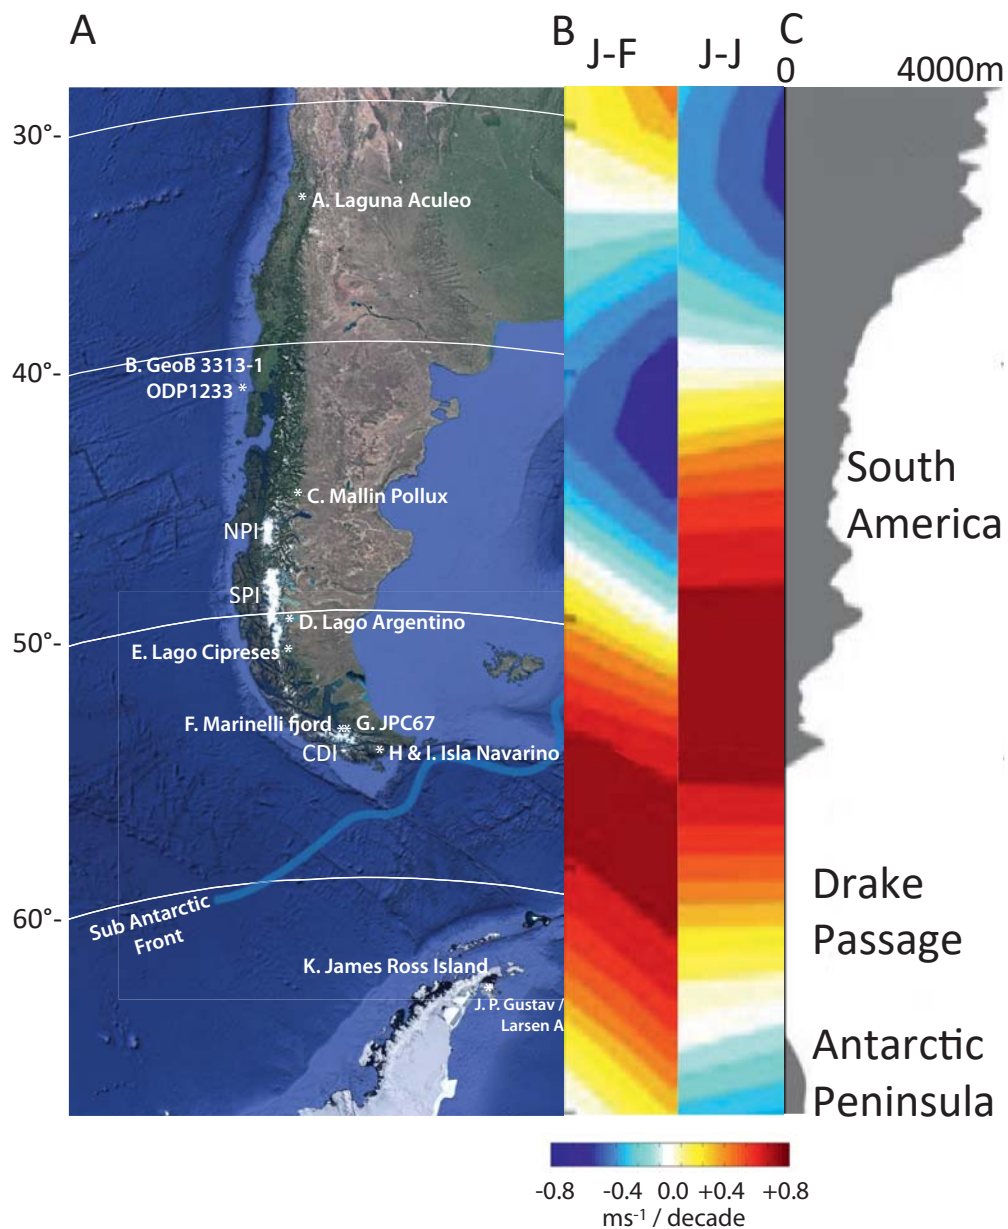 A
B
C
J-F
J-J
0
4000m
30°-
* A. Laguna Aculeo
B. GeoB 3313-1
40°-
ODP1233 *
* C. Mallin Pollux
South
America
NPI
SPI
* D. Lago Argentino
50°-
E. Lago Cipreses *
F. Marinelli fjord ** G. JPC67
CDI
* H & I. Isla Navarino
Drake
Passage
60°-
Sub Antarctic
Front
K. James Ross Island
*
J. P. Gustav /
Larsen A
Antarctic
Peninsula
-0.8 -0.4 0.0 +0.4 +0.8
ms⁻¹ / decade